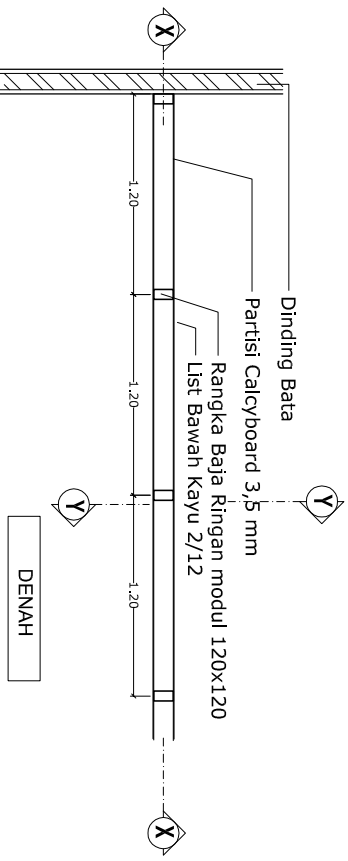 Dinding Bata
Partisi Calcyboard 3,5 mm
Rangka Baja Ringan modul 120x120
List Bawah Kayu 2/12
X
X
Y
Y
1.20
1.20
1.20
DENAH